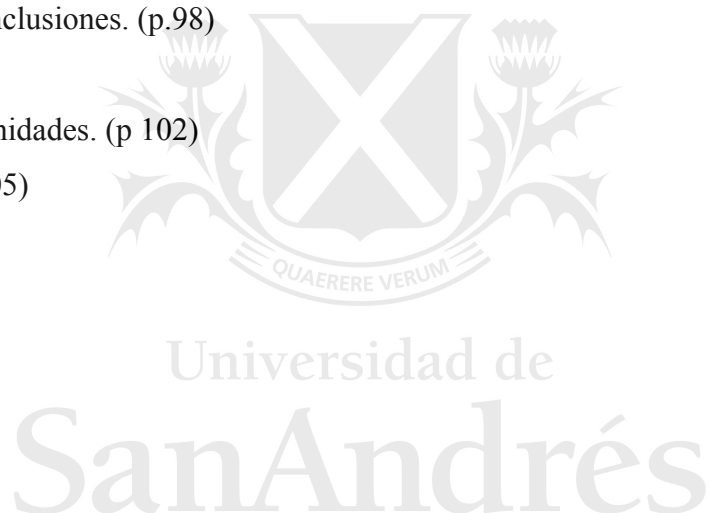 nclusiones. (p.98)
nidades. (p 102)
05)
QUAERERE VERUM
Universidad de
SanAndrés